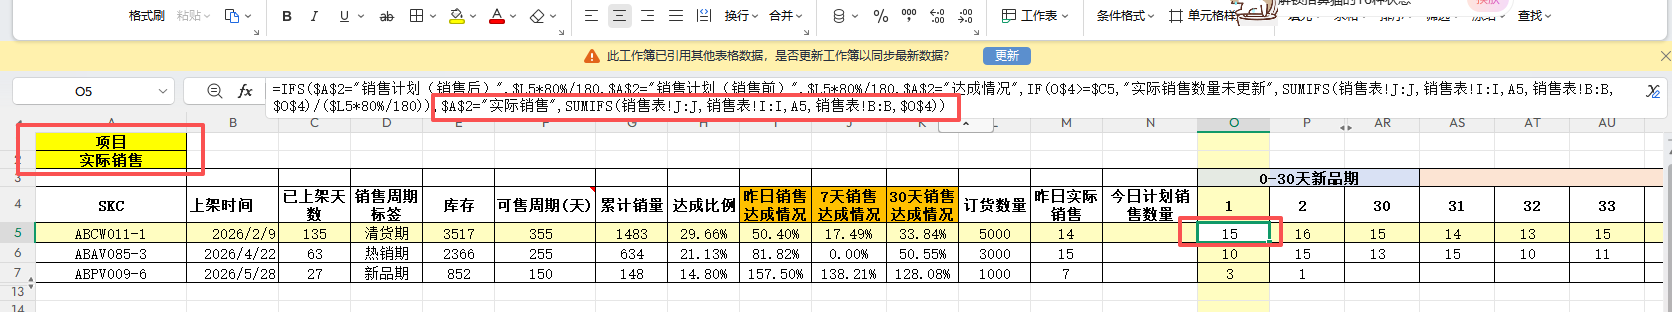 格式刷 粘贴 B I U A 田 A 换行 合并 % 000 工作表 条件格式 单元格样 查找
此工作簿已引用其他表格数据，是否更新工作簿以同步最新数据? 更新
O5 fx =IFS($A$2="销售计划（销售后）",$L5*80%/180,$A$2="销售计划（销售前）",$L5*80%/180,$A$2="达成情况",IF(O$4>=$C5,"实际销售数量未更新",SUMIFS(销售表!J:J,销售表!I:I,A5,销售表!B:B,
$O$4)/($L5*80%/180)),$A$2="实际销售",SUMIFS(销售表!J:J,销售表!I:I,A5,销售表!B:B,$O$4))
A B C D E F G H I J K L M N O P AR AS AT AU
项目
2 实际销售
3 0-30天新品期
4 SKC 上架时间 已上架天数 销售周期标签 库存 可售周期(天) 累计销量 达成比例 昨日销售达成情况 7天销售达成情况 30天销售达成情况 订货数量 昨日实际销售 今日计划销售数量 1 2 30 31 32 33
5 ABCW011-1 2026/2/9 135 清货期 3517 355 1483 29.66% 50.40% 17.49% 33.84% 5000 14 15 16 15 14 13 15
6 ABAV085-3 2026/4/22 63 热销期 2366 255 634 21.13% 81.82% 0.00% 50.55% 3000 15 10 15 13 15 10 11
7 ABPV009-6 2026/5/28 27 新品期 852 150 148 14.80% 157.50% 138.21% 128.08% 1000 7 3 1
13
14